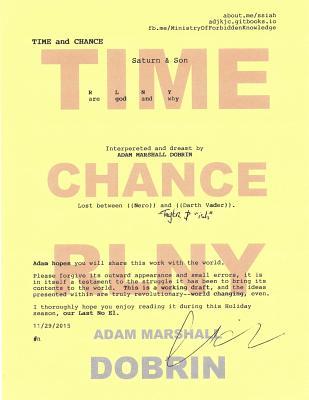 about.me/ssiah
adjkjc.gitbooks.io
fb.me/MinistryOfForbiddenKnowledge
TIME and CHANCE
TIME
Saturn & Son
R L N Y
are god and why
Interpereted and dreamt by
ADAM MARSHALL DOBRIN
CHANCE
Lost between ((Nero)) and ((Darth Vader)).
Adam hopes you will share this work with the world.
Please forgive its outward appearance and small errors, it is
in itself a testament to the struggle it has been to bring its
contents to the world. This is a working draft, and the ideas
presented within are truly revolutionary--world changing, even.
I thoroughly hope you enjoy reading it during this Holiday
season, our Last No El.
11/29/2015
ADAM MARSHALL
DOBRIN